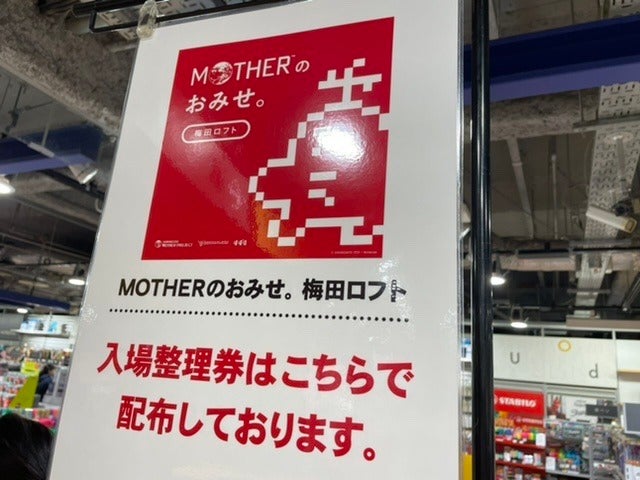 MOTHERの
おみせ。
梅田ロフト
MOTHERのおみせ。梅田ロフト
入場整理券はこちらで
配布しております。
STABILO